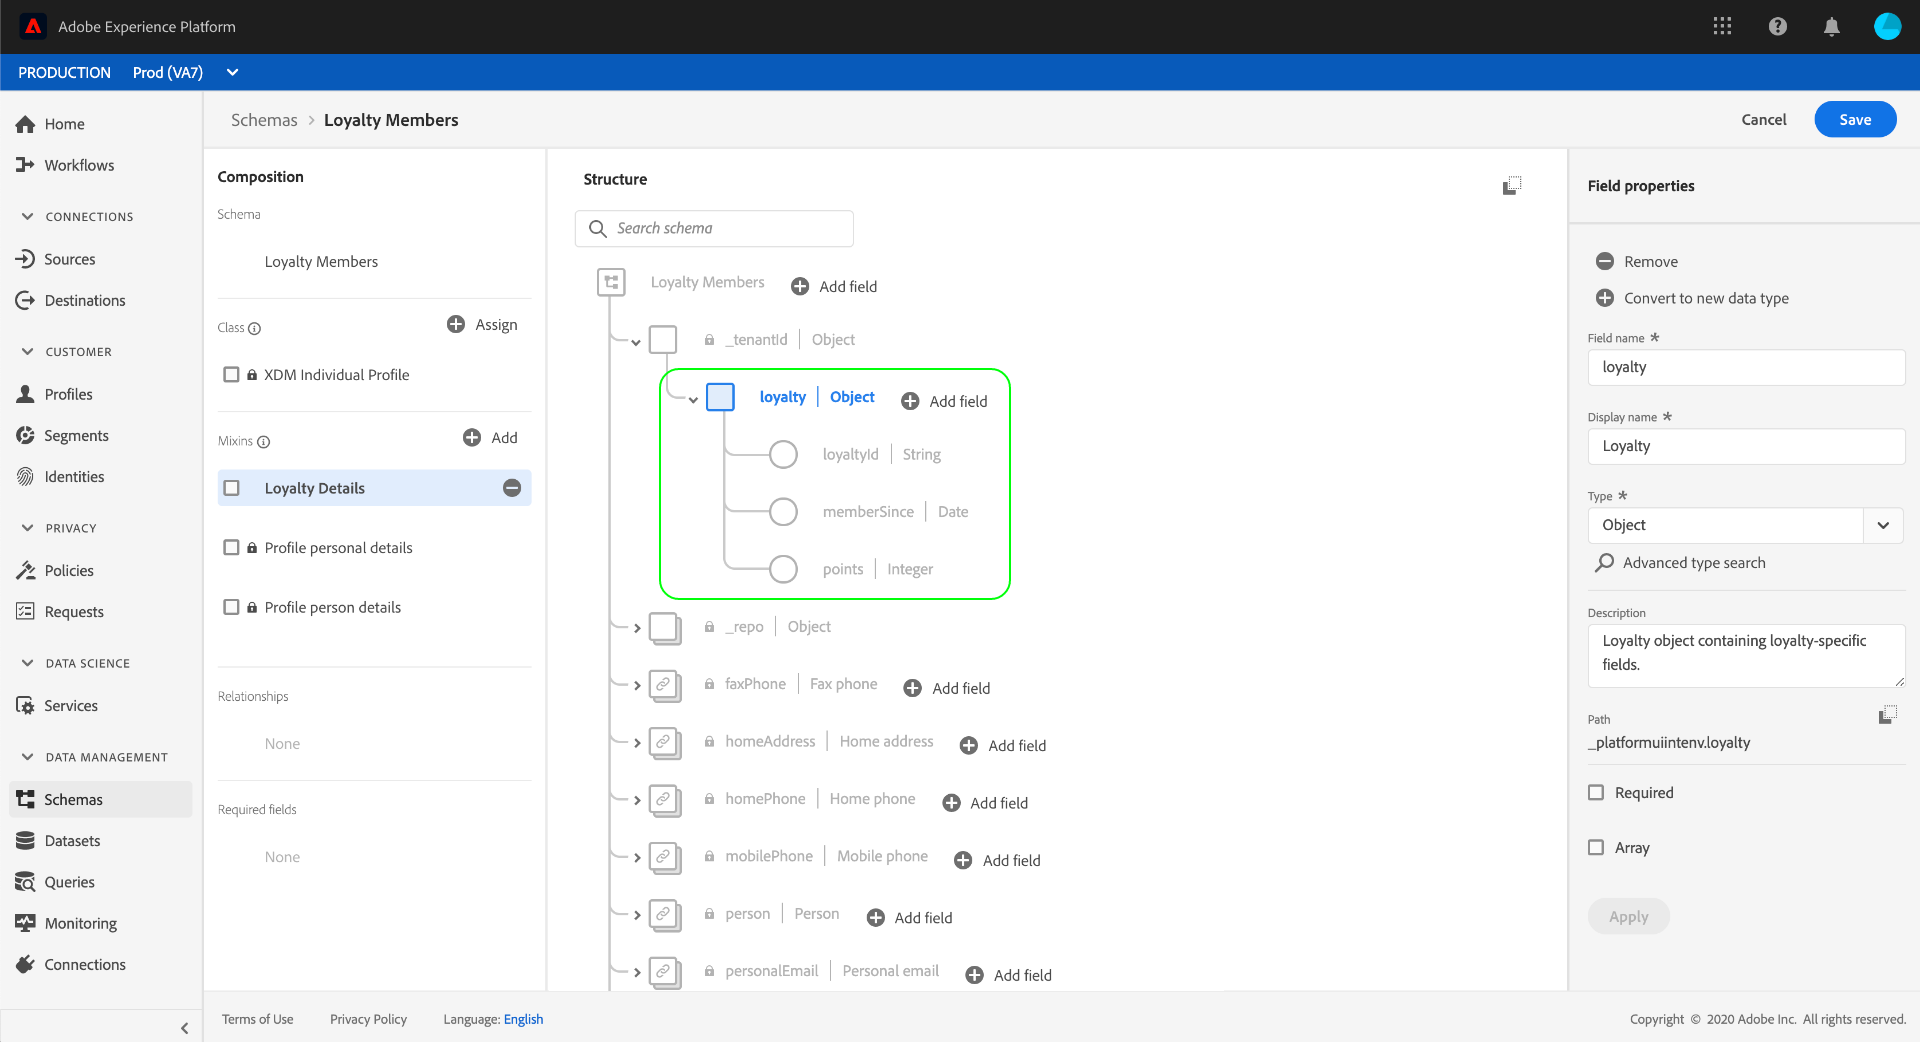 Adobe Experience Platform
PRODUCTION Prod (VA7)
Home
Workflows
CONNECTIONS
Sources
Destinations
CUSTOMER
Profiles
Segments
Identities
PRIVACY
Policies
Requests
DATA SCIENCE
Services
DATA MANAGEMENT
Schemas
Datasets
Queries
Monitoring
Connections
Schemas > Loyalty Members
Cancel
Save
Composition
Schema
Loyalty Members
Class
Assign
XDM Individual Profile
Mixins
Add
Loyalty Details
Profile personal details
Profile person details
Relationships
None
Required fields
None
Structure
Search schema
Loyalty Members Add field
_tenantId | Object
loyalty | Object Add field
loyaltyId | String
memberSince | Date
points | Integer
_repo | Object
faxPhone | Fax phone Add field
homeAddress | Home address Add field
homePhone | Home phone Add field
mobilePhone | Mobile phone Add field
person | Person Add field
personalEmail | Personal email Add field
Field properties
Remove
Convert to new data type
Field name *
loyalty
Display name *
Loyalty
Type *
Object
Advanced type search
Description
Loyalty object containing loyalty-specific
fields.
Path
_platformuiintenv.loyalty
Required
Array
Apply
Terms of Use Privacy Policy Language: English
Copyright © 2020 Adobe Inc. All rights reserved.